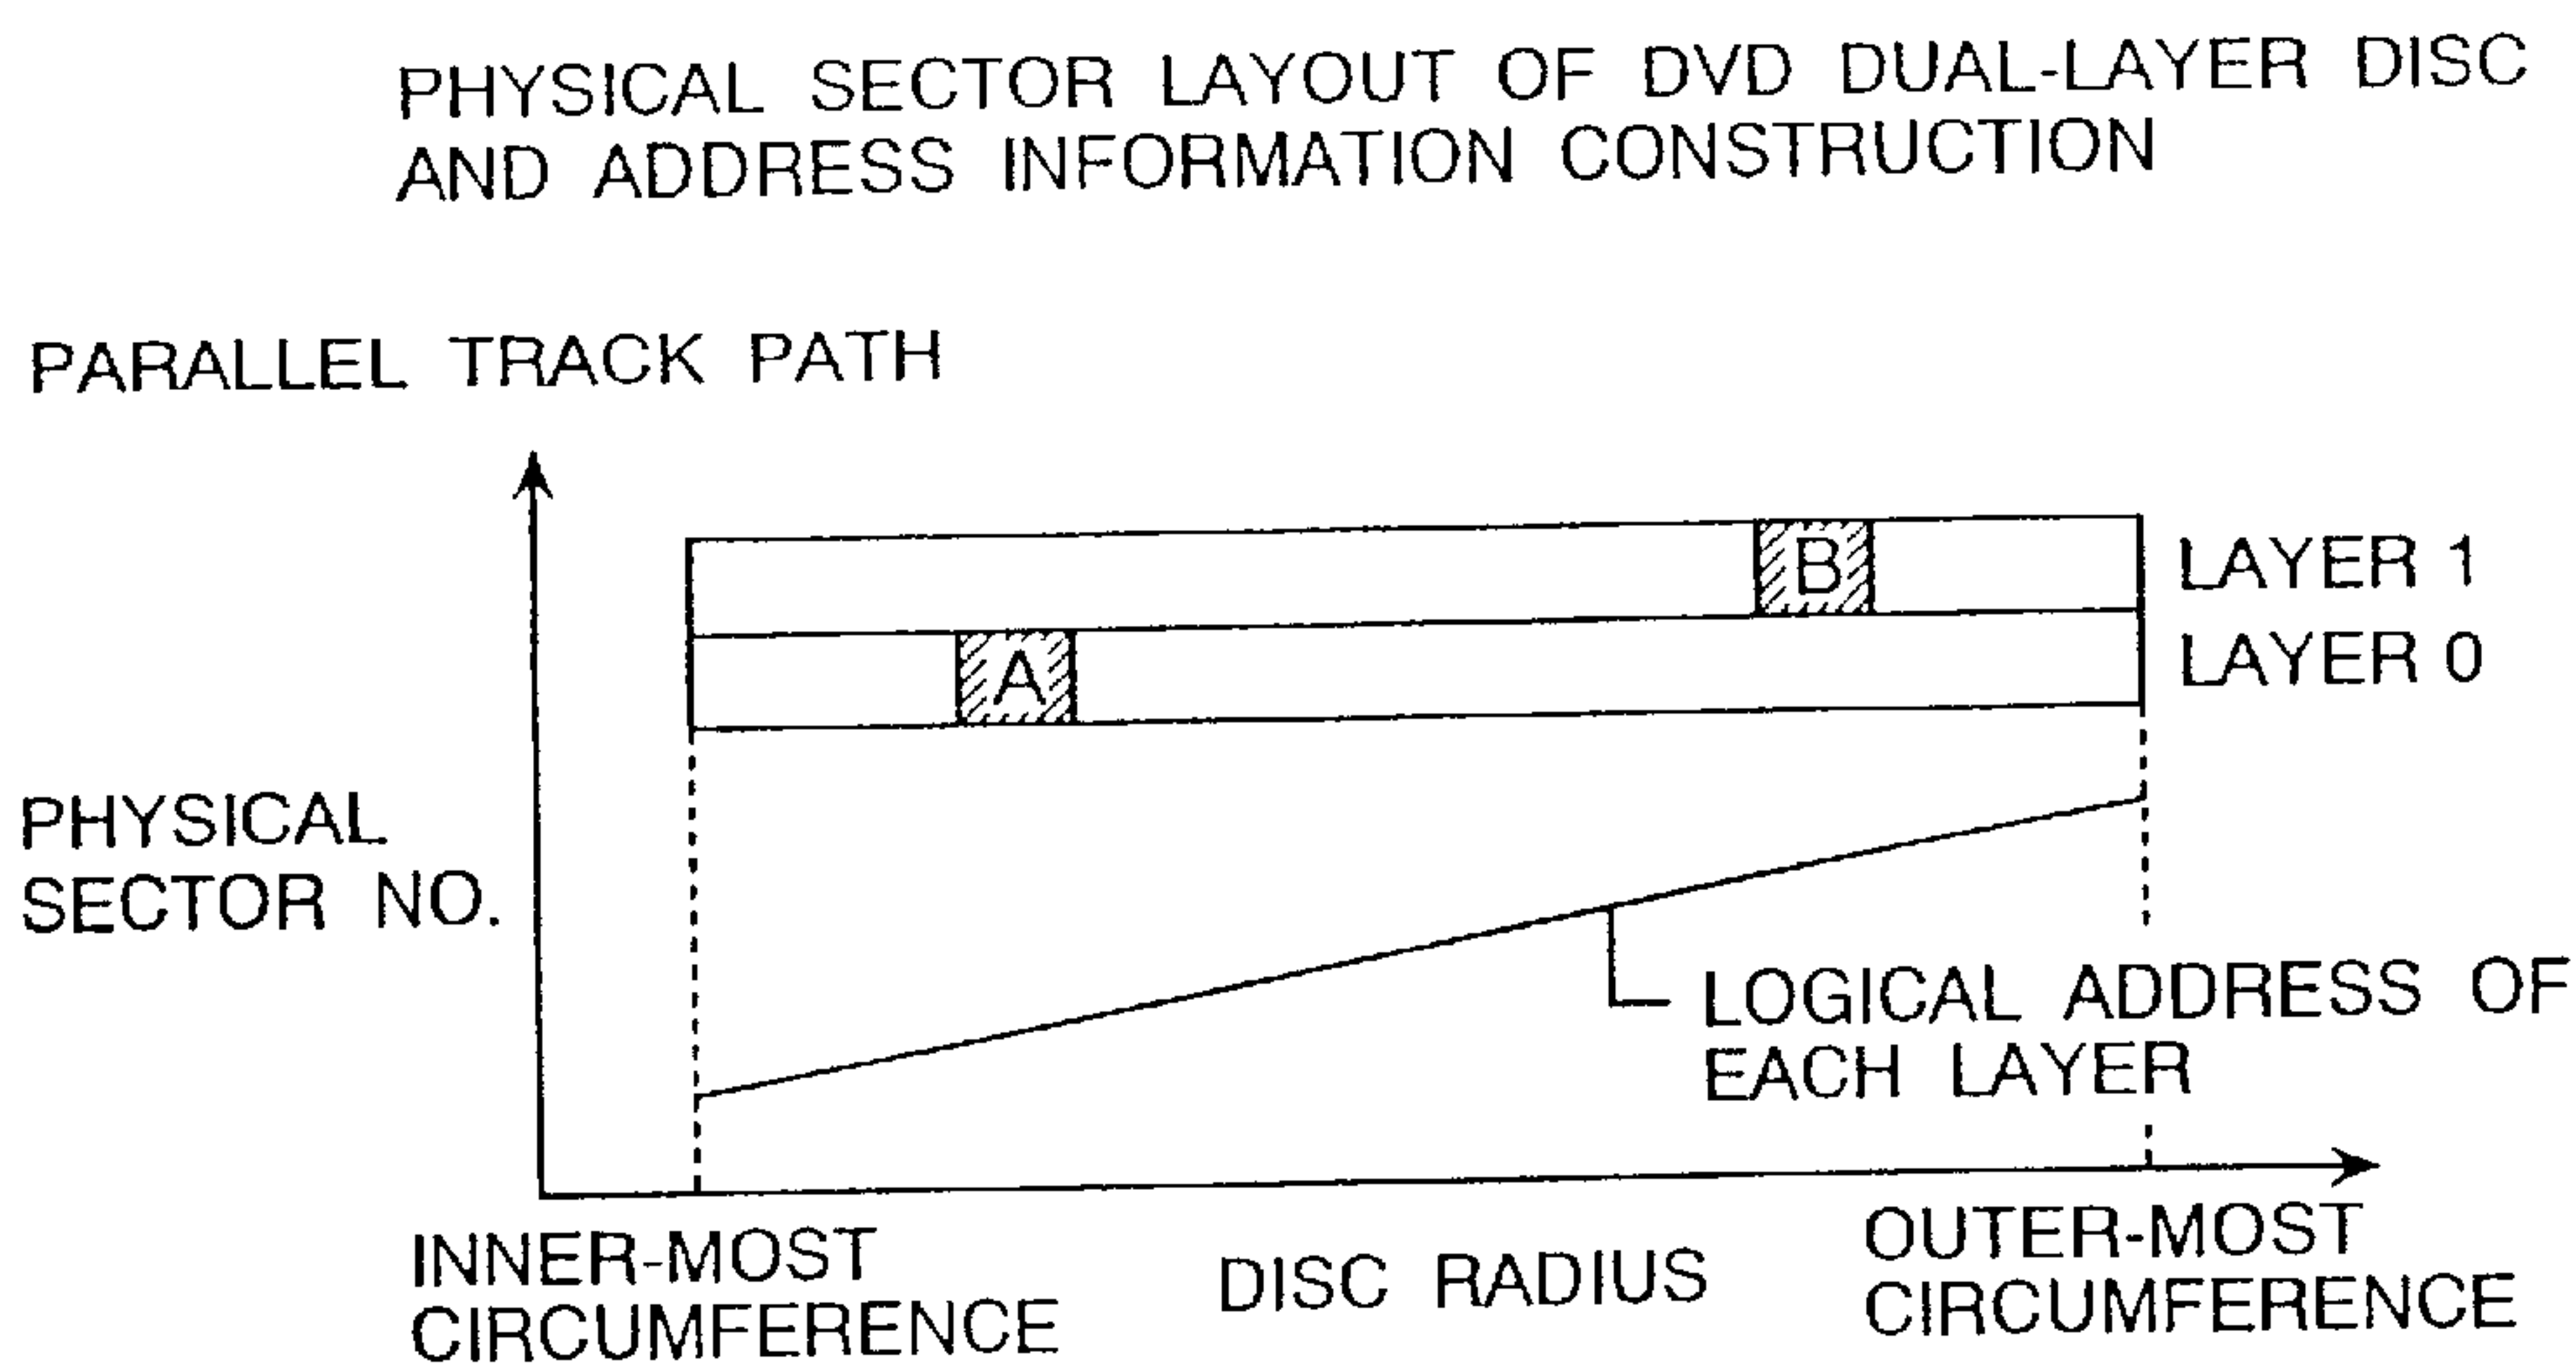 PHYSICAL SECTOR LAYOUT OF DVD DUAL-LAYER DISC
AND ADDRESS INFORMATION CONSTRUCTION
PARALLEL TRACK PATH
B
LAYER 1
A
LAYER 0
PHYSICAL
SECTOR NO.
LOGICAL ADDRESS OF
EACH LAYER
INNER-MOST
CIRCUMFERENCE
DISC RADIUS
OUTER-MOST
CIRCUMFERENCE